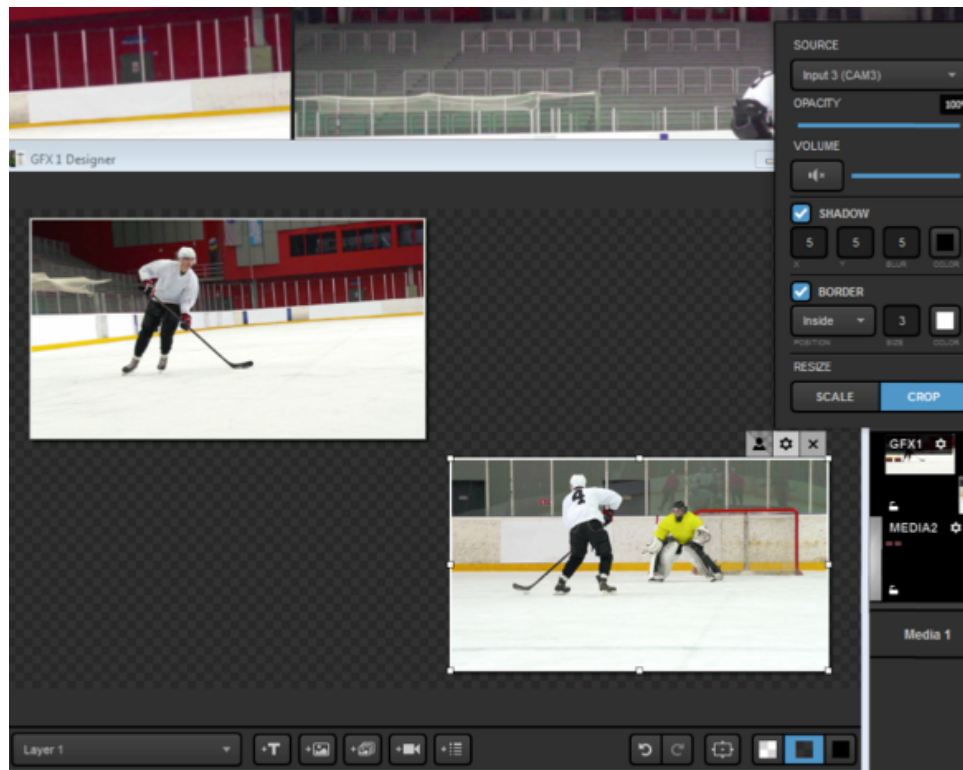 SOURCE
Input 3 (CAM3)
OPACITY
100%
VOLUME
GFX 1 Designer
SHADOW
5 5 5
X Y BLUR COLOR
BORDER
Inside 3
POSITION SIZE COLOR
RESIZE
SCALE CROP
GFX1
4
MEDIA2
Media 1
Layer 1
+T